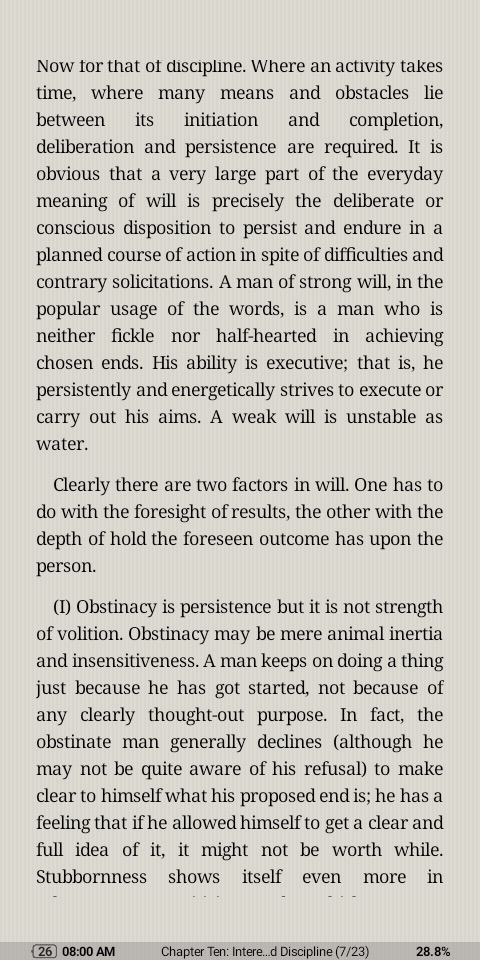 Now for that of discipline. Where an activity takes
time, where many means and obstacles lie
between its initiation and completion,
deliberation and persistence are required. It is
obvious that a very large part of the everyday
meaning of will is precisely the deliberate or
conscious disposition to persist and endure in a
planned course of action in spite of difficulties and
contrary solicitations. A man of strong will, in the
popular usage of the words, is a man who is
neither fickle nor half-hearted in achieving
chosen ends. His ability is executive; that is, he
persistently and energetically strives to execute or
carry out his aims. A weak will is unstable as
water.
Clearly there are two factors in will. One has to
do with the foresight of results, the other with the
depth of hold the foreseen outcome has upon the
person.
(I) Obstinacy is persistence but it is not strength
of volition. Obstinacy may be mere animal inertia
and insensitiveness. A man keeps on doing a thing
just because he has got started, not because of
any clearly thought-out purpose. In fact, the
obstinate man generally declines (although he
may not be quite aware of his refusal) to make
clear to himself what his proposed end is; he has a
feeling that if he allowed himself to get a clear and
full idea of it, it might not be worth while.
Stubbornness shows itself even more in
26 08:00 AM Chapter Ten: Intere...d Discipline (7/23) 28.8%